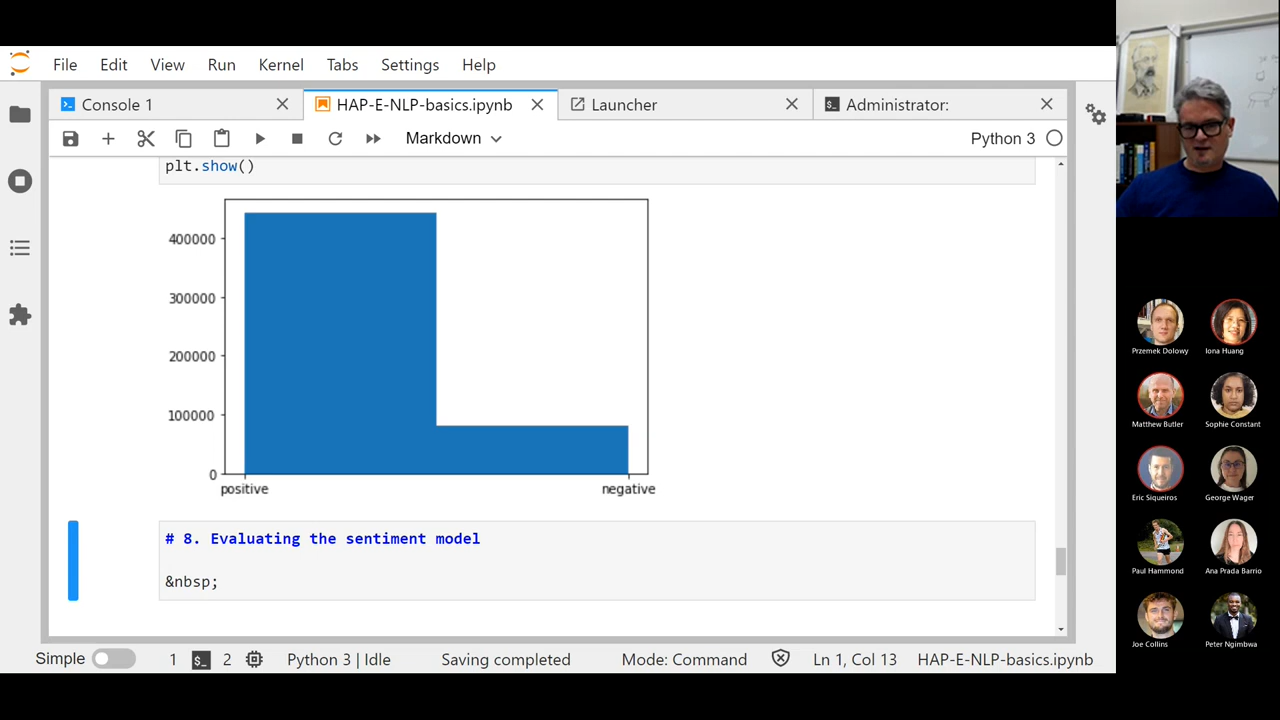 File Edit View Run Kernel Tabs Settings Help
Console 1 HAP-E-NLP-basics.ipynb Launcher Administrator:
Markdown Python 3
plt.show()
400000
300000
200000
100000
0
positive negative
# 8. Evaluating the sentiment model
&nbsp;
Simple 1 $_ 2 Python 3 | Idle Saving completed Mode: Command Ln 1, Col 13 HAP-E-NLP-basics.ipynb
Przemek Dolowy Iona Huang
Matthew Butler Sophie Constant
Eric Siqueiros George Wager
Paul Hammond Ana Prada Barrio
Joe Collins Peter Ngimbwa